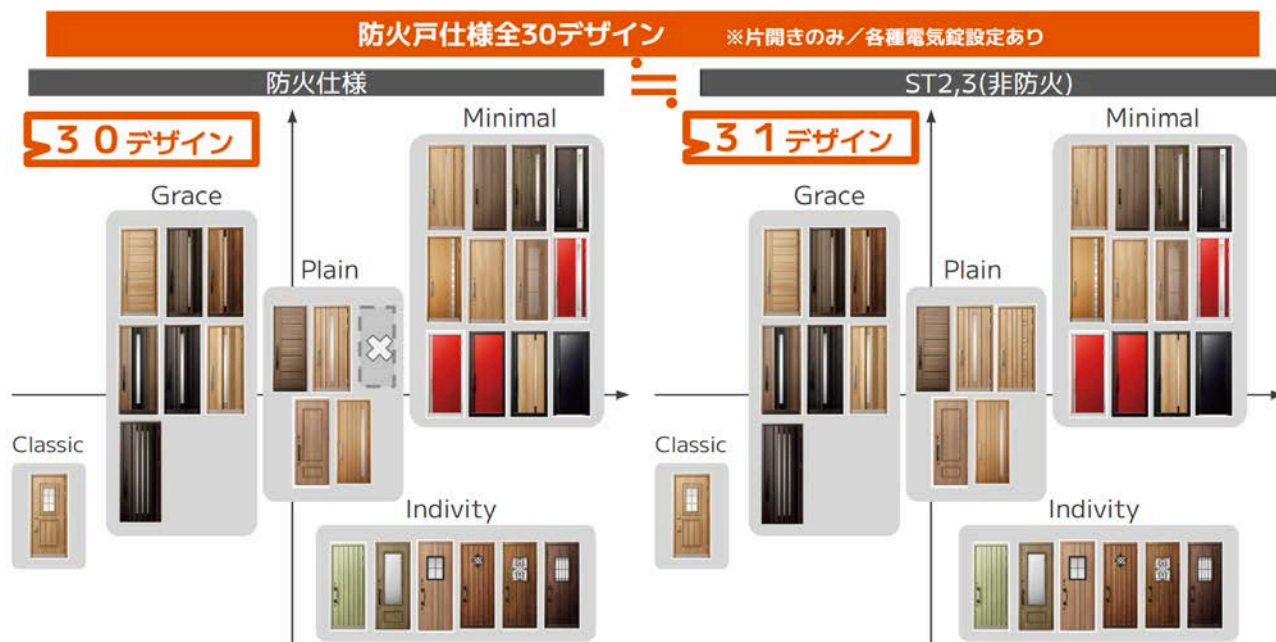 防火戸仕様全30デザイン ※片開きのみ／各種電気錠設定あり
防火仕様
≒
ST2,3(非防火)
30デザイン
Minimal
Grace
Plain
Classic
Indivity
31デザイン
Minimal
Grace
Plain
Classic
Indivity